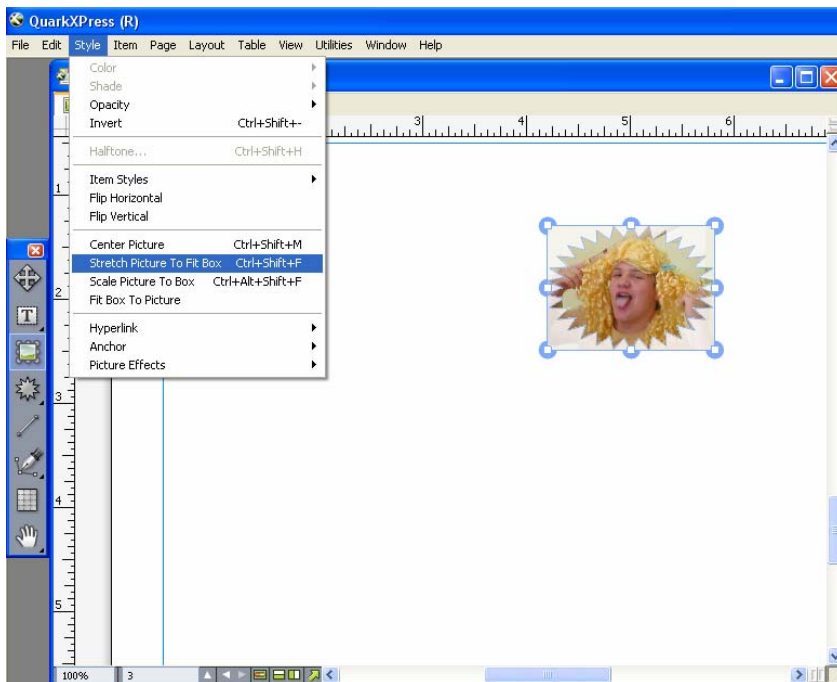 QuarkXPress (R)
File Edit Style Item Page Layout Table View Utilities Window Help
Color
Shade
Opacity
Invert Ctrl+Shift+-
Halftone... Ctrl+Shift+H
Item Styles
Flip Horizontal
Flip Vertical
Center Picture Ctrl+Shift+M
Stretch Picture To Fit Box Ctrl+Shift+F
Scale Picture To Box Ctrl+Alt+Shift+F
Fit Box To Picture
Hyperlink
Anchor
Picture Effects
3 4 5 6
1
2
T
3
4
5
100% 3